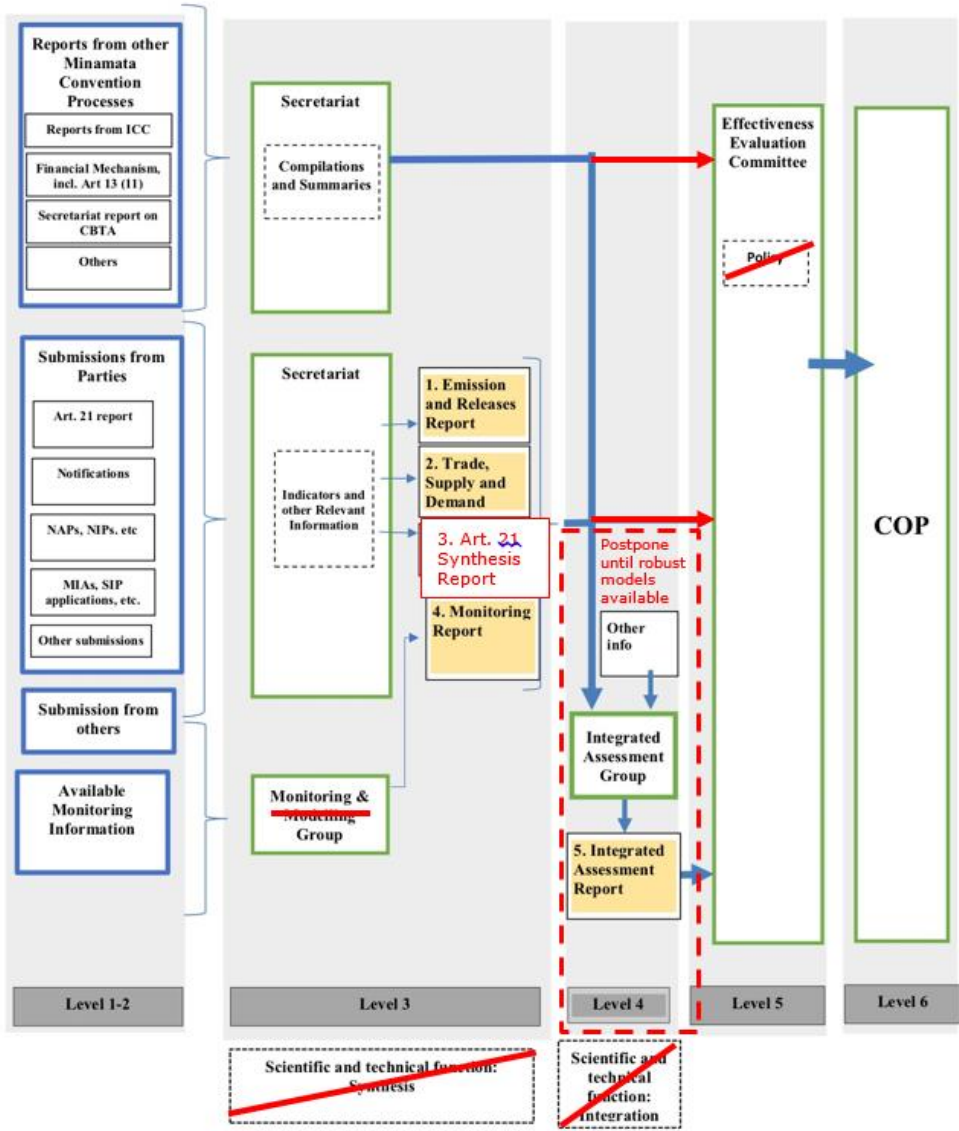 Reports from other
Minamata
Convention
Processes
Reports from ICC
Financial Mechanism,
incl. Art 13 (11)
Secretariat report on
CBTA
Others
Submissions from
Parties
Art. 21 report
Notifications
NAPs, NIPs. etc
MIAs, SIP
applications, etc.
Other submissions
Submission from
others
Available
Monitoring
Information
Level 1-2
Secretariat
Compilations
and Summaries
Secretariat
Indicators and
other Relevant
Information
1. Emission
and Releases
Report
2. Trade,
Supply and
Demand
3. Art. 21
Synthesis
Report
4. Monitoring
Report
Monitoring &
Modelling
Group
Level 3
Scientific and technical function:
Synthesis
Postpone
until robust
models
available
Other
info
Integrated
Assessment
Group
5. Integrated
Assessment
Report
Level 4
Scientific and
technical
function:
Integration
Effectiveness
Evaluation
Committee
Policy
Level 5
COP
Level 6